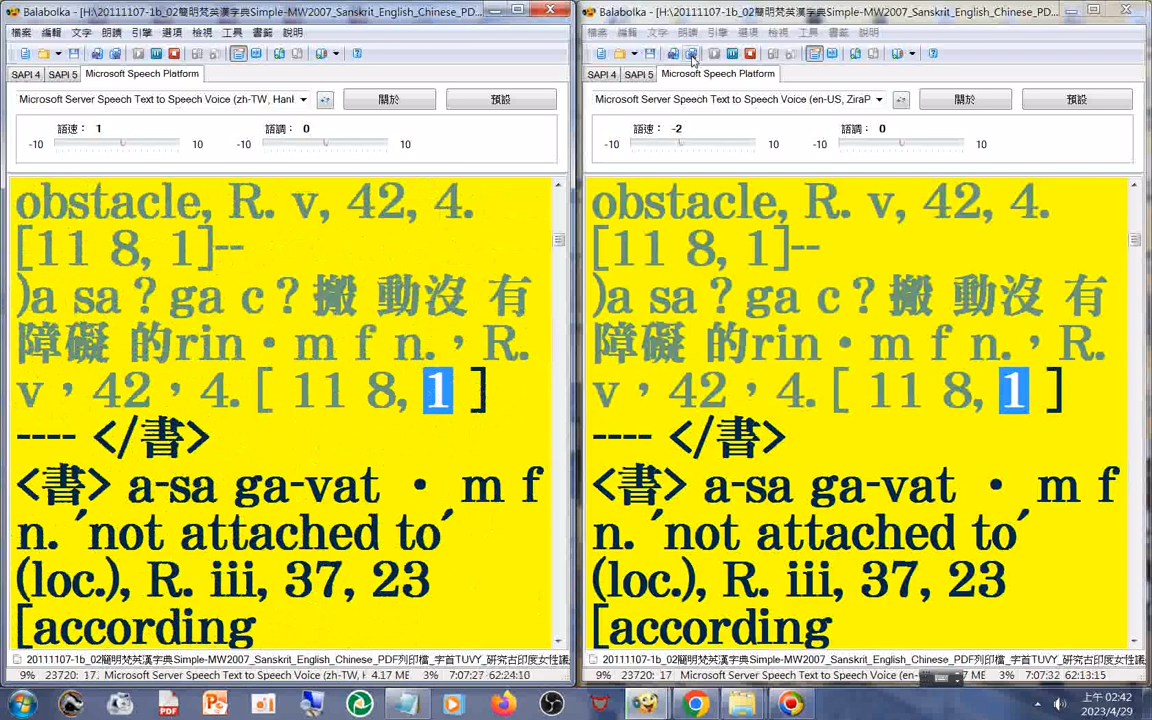 Balabolka - [H:\20111107-1b_02簡明梵英漢字典Simple-MW2007_Sanskrit_English_Chinese_PD...
檔案 編輯 文字 朗讀 引擎 選項 檢視 工具 書籤 說明
SAPI 4 SAPI 5 Microsoft Speech Platform
Microsoft Server Speech Text to Speech Voice (zh-TW, Hanl 關於 預設
語速： 1 語調： 0
-10 10 -10 10
obstacle, R. v, 42, 4.
[11 8, 1]--
)a sa？ga c？搬 動沒 有
障礙 的rin・m f n.，R.
v，42，4. [ 11 8, 1 ]
---- </書>
<書> a-sa ga-vat ・ m f
n. ´not attached to´
(loc.), R. iii, 37, 23
[according
20111107-1b_02簡明梵英漢字典Simple-MW2007_Sanskrit_English_Chinese_PDF列印檔_字首TUVY_研究古印度女性議
9% 23720: 17. Microsoft Server Speech Text to Speech Voice (zh-TW, H 4.17 ME 3% 7:07:27 62:24:10
Balabolka - [H:\20111107-1b_02簡明梵英漢字典Simple-MW2007_Sanskrit_English_Chinese_PDF...
檔案 編輯 文字 朗讀 引擎 選項 檢視 工具 書籤 說明
SAPI 4 SAPI 5 Microsoft Speech Platform
Microsoft Server Speech Text to Speech Voice (en-US, ZiraP 關於 預設
語速： -2 語調： 0
-10 10 -10 10
obstacle, R. v, 42, 4.
[11 8, 1]--
)a sa？ga c？搬 動沒 有
障礙 的rin・m f n.，R.
v，42，4. [ 11 8, 1 ]
---- </書>
<書> a-sa ga-vat ・ m f
n. ´not attached to´
(loc.), R. iii, 37, 23
[according
20111107-1b_02簡明梵英漢字典Simple-MW2007_Sanskrit_English_Chinese_PDF列印檔_字首TUVY_研究古印度女性議
9% 23720: 17. Microsoft Server Speech Text to Speech Voice (en-US, Z ME 3% 7:07:32 62:13:15
PDF
上午 02:42
2023/4/29